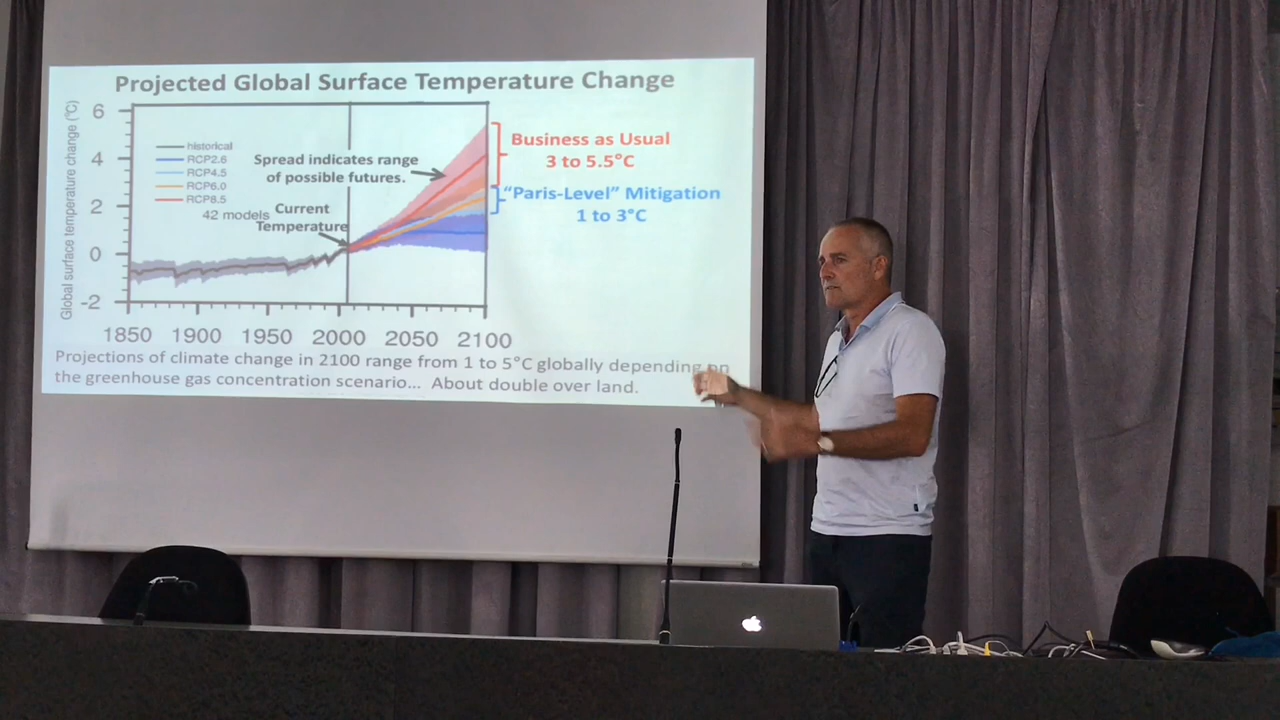 Projected Global Surface Temperature Change
Global surface temperature change (°C)
6
4
2
0
-2
historical
RCP2.6
RCP4.5
RCP6.0
RCP8.5
42 models
Spread indicates range
of possible futures.
Current
Temperature
Business as Usual
3 to 5.5°C
“Paris-Level” Mitigation
1 to 3°C
1850 1900 1950 2000 2050 2100
Projections of climate change in 2100 range from 1 to 5°C globally depending on
the greenhouse gas concentration scenario... About double over land.